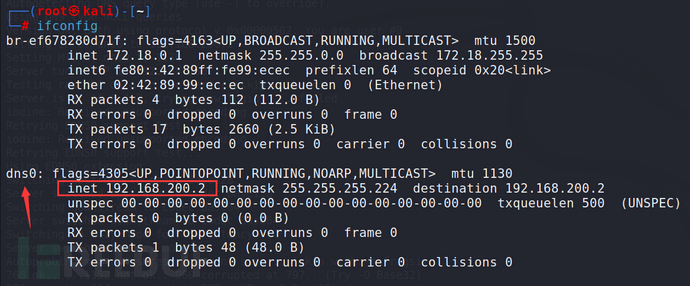 (root㉿kali)-[~]
# ifconfig
br-ef678280d71f: flags=4163<UP,BROADCAST,RUNNING,MULTICAST>  mtu 1500
inet 172.18.0.1  netmask 255.255.0.0  broadcast 172.18.255.255
inet6 fe80::42:89ff:fe99:ecec  prefixlen 64  scopeid 0x20<link>
ether 02:42:89:99:ec:ec  txqueuelen 0  (Ethernet)
RX packets 4  bytes 112 (112.0 B)
RX errors 0  dropped 0  overruns 0  frame 0
TX packets 17  bytes 2660 (2.5 KiB)
TX errors 0  dropped 0 overruns 0  carrier 0  collisions 0
dns0: flags=4305<UP,POINTOPOINT,RUNNING,NOARP,MULTICAST>  mtu 1130
inet 192.168.200.2  netmask 255.255.255.224  destination 192.168.200.2
unspec 00-00-00-00-00-00-00-00-00-00-00-00-00-00-00-00  txqueuelen 500  (UNSPEC)
RX packets 0  bytes 0 (0.0 B)
RX errors 0  dropped 0  overruns 0  frame 0
TX packets 1  bytes 48 (48.0 B)
TX errors 0  dropped 0 overruns 0  carrier 0  collisions 0